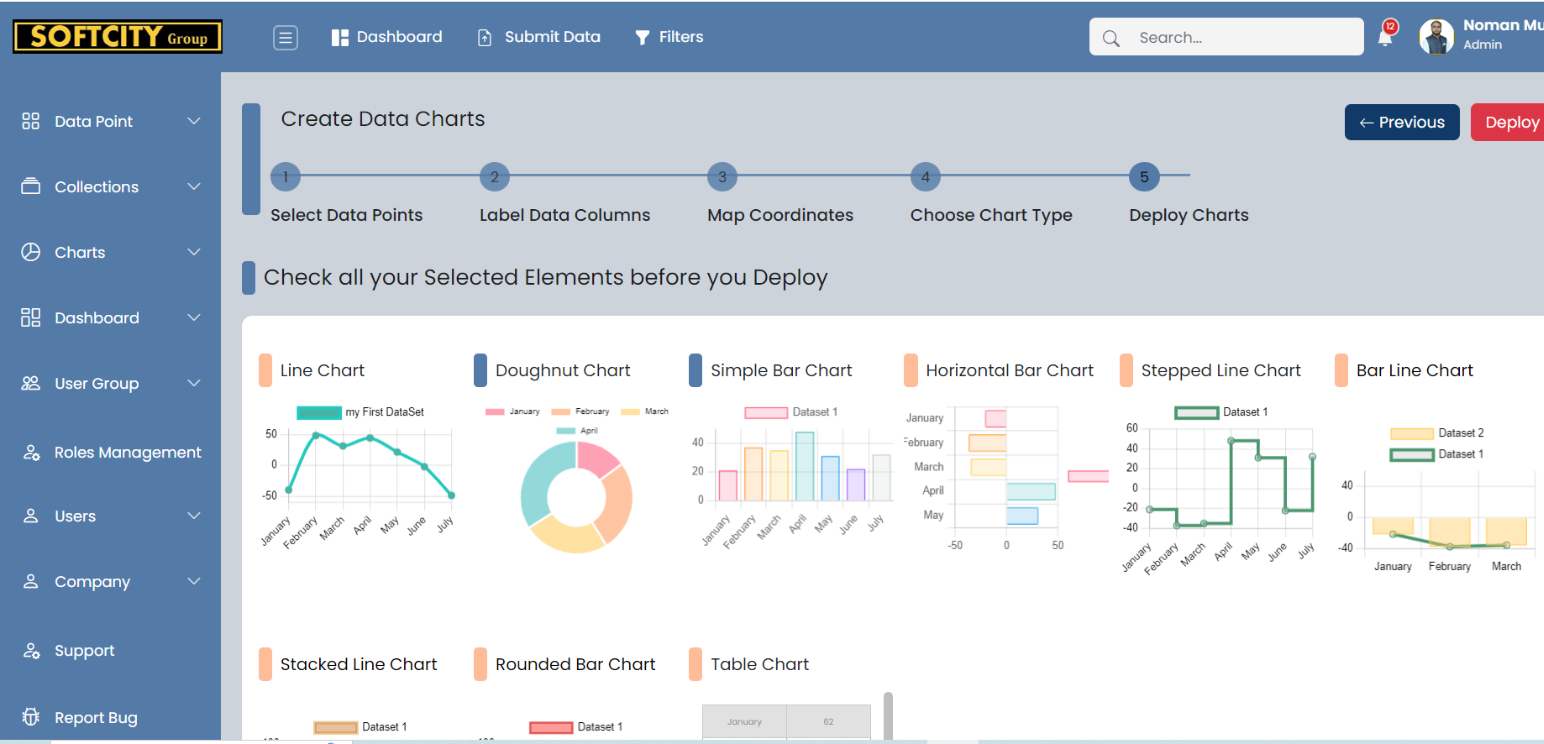 SOFTCITY Group
Dashboard
Submit Data
Filters
Search...
12
Noman Mu
Admin
Data Point
Collections
Charts
Dashboard
User Group
Roles Management
Users
Company
Support
Report Bug
Create Data Charts
← Previous
Deploy
1 2 3 4 5
Select Data Points
Label Data Columns
Map Coordinates
Choose Chart Type
Deploy Charts
Check all your Selected Elements before you Deploy
Line Chart
my First DataSet
50
0
-50
January February March April May June July
Doughnut Chart
January February March
April
Simple Bar Chart
Dataset 1
40
20
0
January February March April May June July
Horizontal Bar Chart
January
February
March
April
May
-50 0 50
Stepped Line Chart
Dataset 1
60
40
20
0
-20
-40
January February March April May June July
Bar Line Chart
Dataset 2
Dataset 1
40
0
-40
January February March
Stacked Line Chart
Dataset 1
Rounded Bar Chart
Dataset 1
Table Chart
January 62